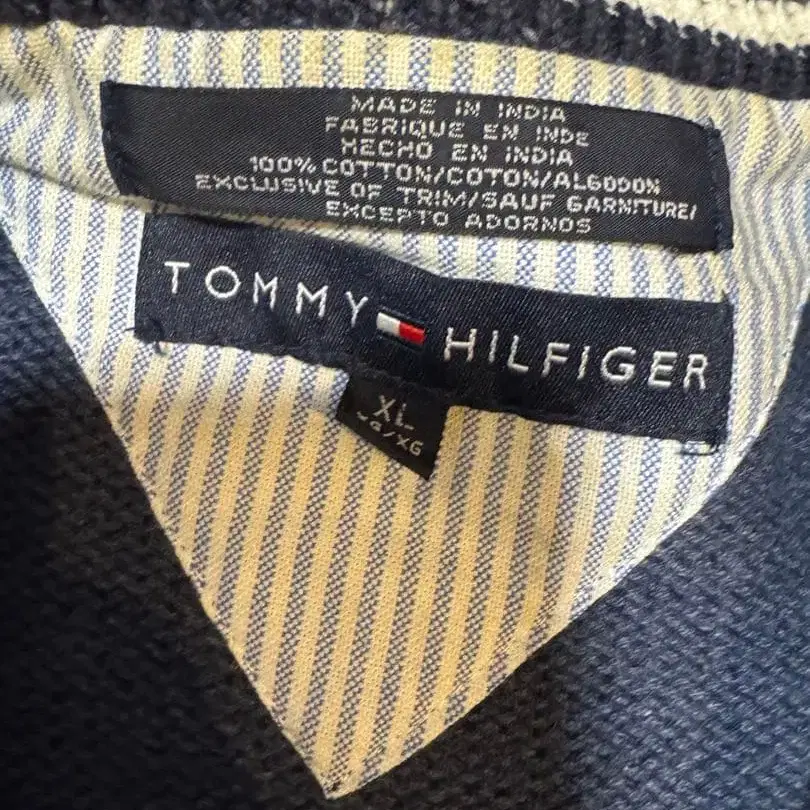 MADE IN INDIA
FABRIQUE EN INDE
HECHO EN INDIA
100% COTTON/COTON/ALGODON
EXCLUSIVE OF TRIM/SAUF GARNITURE/
EXCEPTO ADORNOS
TOMMY HILFIGER
XL
/XG